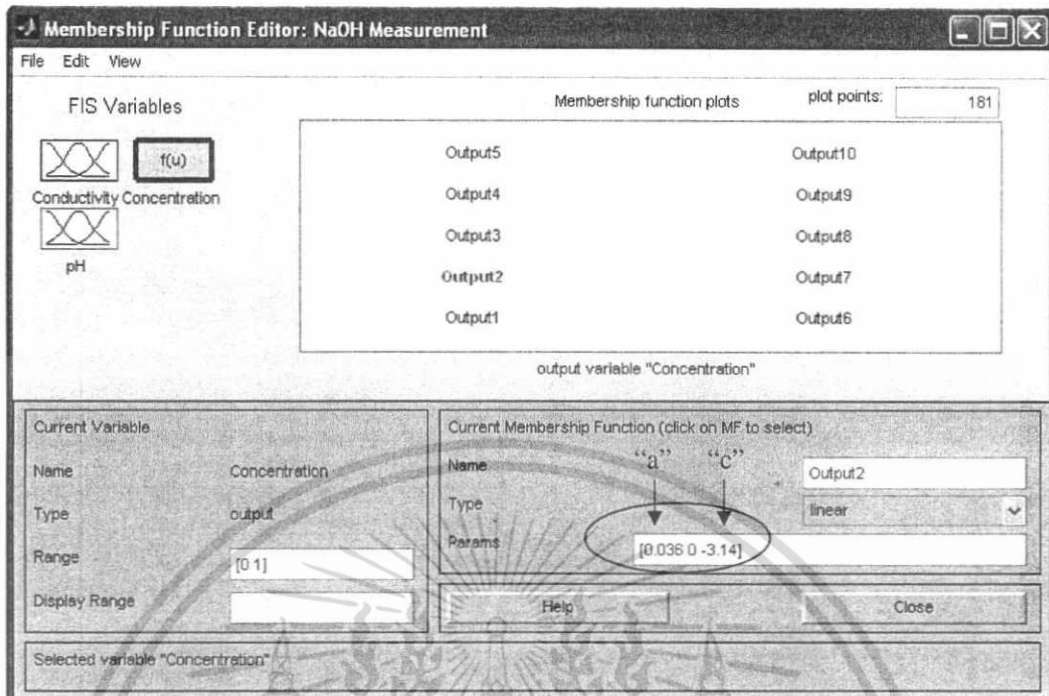 Membership Function Editor: NaOH Measurement
File Edit View
FIS Variables
f(u)
Conductivity Concentration
pH
Membership function plots
plot points: 181
Output5 Output10
Output4 Output9
Output3 Output8
Output2 Output7
Output1 Output6
output variable "Concentration"
Current Variable
Name Concentration
Type output
Range [0 1]
Display Range
Current Membership Function (click on MF to select)
“a” “c”
Name Output2
Type linear
Params [0.036 0 -3.14]
Help Close
Selected variable "Concentration"